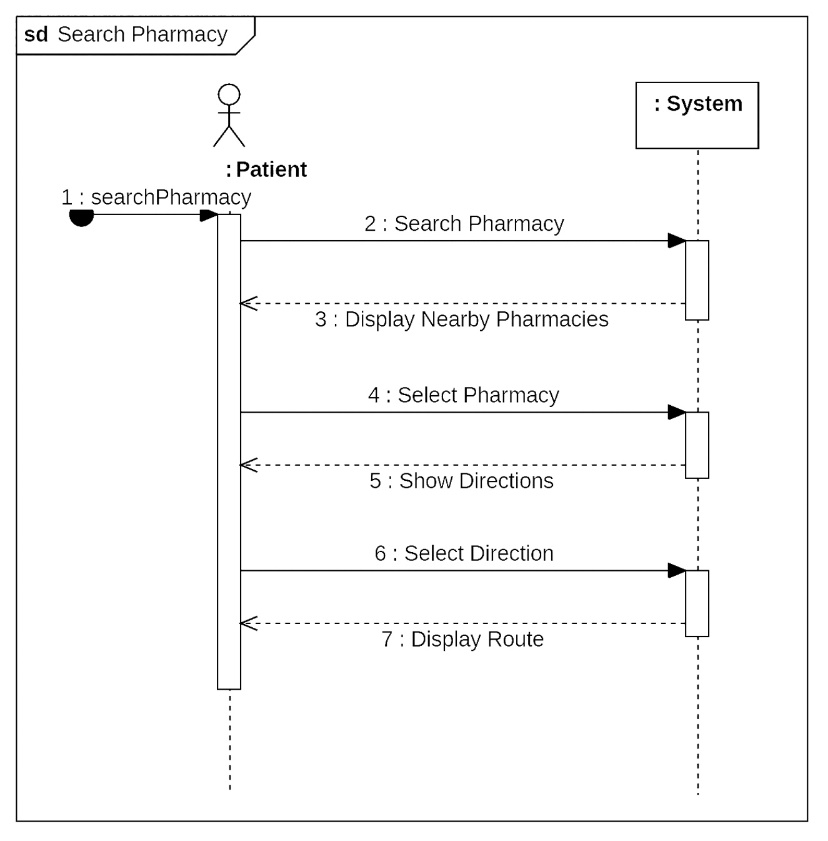 sd Search Pharmacy
: System
: Patient
1 : searchPharmacy
2 : Search Pharmacy
3 : Display Nearby Pharmacies
4 : Select Pharmacy
5 : Show Directions
6 : Select Direction
7 : Display Route